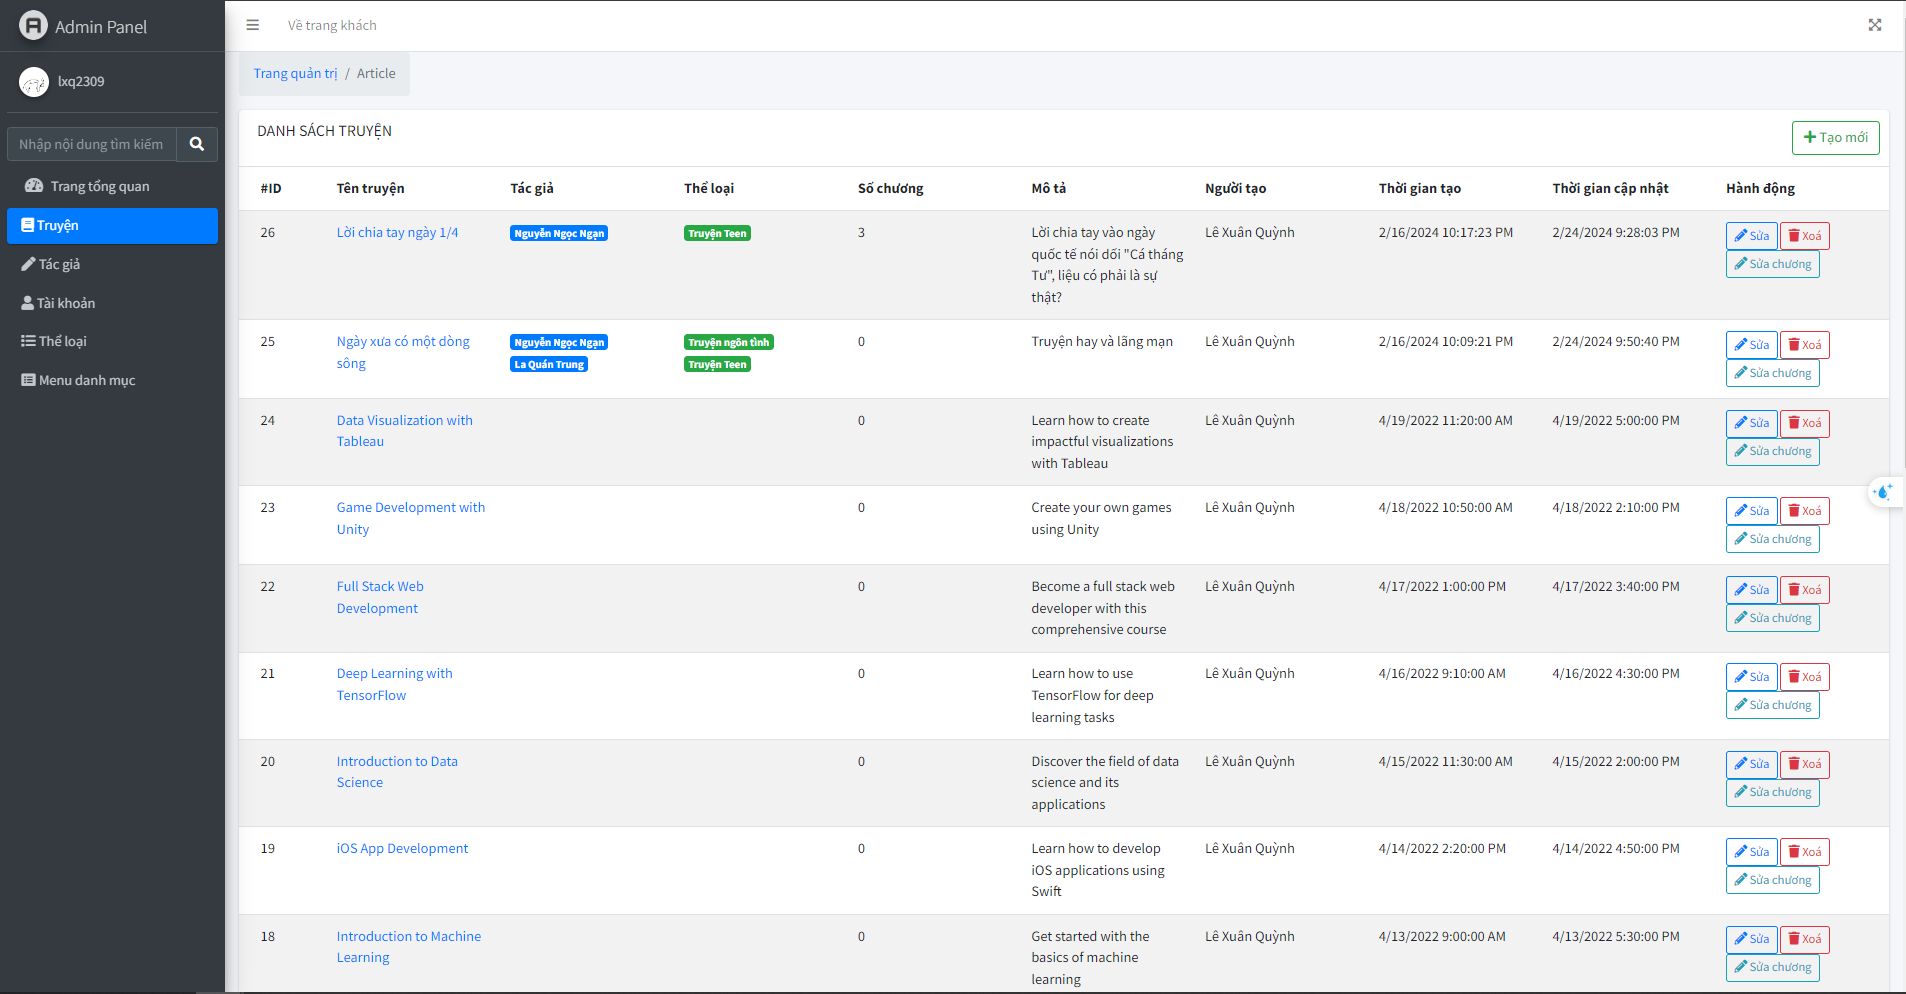 Admin Panel
Về trang khách
lxq2309
Trang quản trị / Article
Nhập nội dung tìm kiếm
Trang tổng quan
Truyện
Tác giả
Tài khoản
Thể loại
Menu danh mục
DANH SÁCH TRUYỆN
Tạo mới
#ID Tên truyện Tác giả Thể loại Số chương Mô tả Người tạo Thời gian tạo Thời gian cập nhật Hành động
26 Lời chia tay ngày 1/4 Nguyễn Ngọc Ngạn Truyện Teen 3 Lời chia tay vào ngày Lê Xuân Quỳnh 2/16/2024 10:17:23 PM 2/24/2024 9:28:03 PM Sửa Xoá
quốc tế nói dối "Cá tháng
Sửa chương
Tư", liệu có phải là sự
thật?
25 Ngày xưa có một dòng Nguyễn Ngọc Ngạn Truyện ngôn tình 0 Truyện hay và lãng mạn Lê Xuân Quỳnh 2/16/2024 10:09:21 PM 2/24/2024 9:50:40 PM Sửa Xoá
sông La Quán Trung Truyện Teen Sửa chương
24 Data Visualization with 0 Learn how to create Lê Xuân Quỳnh 4/19/2022 11:20:00 AM 4/19/2022 5:00:00 PM Sửa Xoá
Tableau impactful visualizations Sửa chương
with Tableau
23 Game Development with 0 Create your own games Lê Xuân Quỳnh 4/18/2022 10:50:00 AM 4/18/2022 2:10:00 PM Sửa Xoá
Unity using Unity Sửa chương
22 Full Stack Web 0 Become a full stack web Lê Xuân Quỳnh 4/17/2022 1:00:00 PM 4/17/2022 3:40:00 PM Sửa Xoá
Development developer with this Sửa chương
comprehensive course
21 Deep Learning with 0 Learn how to use Lê Xuân Quỳnh 4/16/2022 9:10:00 AM 4/16/2022 4:30:00 PM Sửa Xoá
TensorFlow TensorFlow for deep Sửa chương
learning tasks
20 Introduction to Data 0 Discover the field of data Lê Xuân Quỳnh 4/15/2022 11:30:00 AM 4/15/2022 2:00:00 PM Sửa Xoá
Science science and its Sửa chương
applications
19 iOS App Development 0 Learn how to develop Lê Xuân Quỳnh 4/14/2022 2:20:00 PM 4/14/2022 4:50:00 PM Sửa Xoá
iOS applications using Sửa chương
Swift
18 Introduction to Machine 0 Get started with the Lê Xuân Quỳnh 4/13/2022 9:00:00 AM 4/13/2022 5:30:00 PM Sửa Xoá
Learning basics of machine Sửa chương
learning